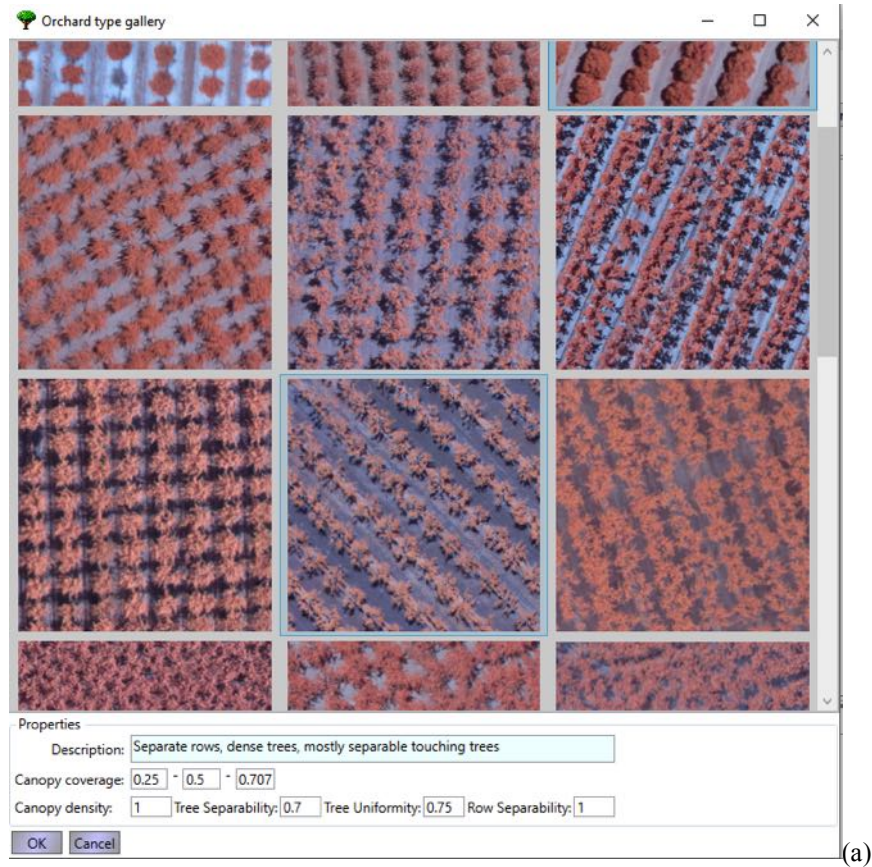 Orchard type gallery
Properties
Description: Separate rows, dense trees, mostly separable touching trees
Canopy coverage: 0.25 - 0.5 - 0.707
Canopy density: 1 Tree Separability: 0.7 Tree Uniformity: 0.75 Row Separability: 1
OK Cancel
(a)